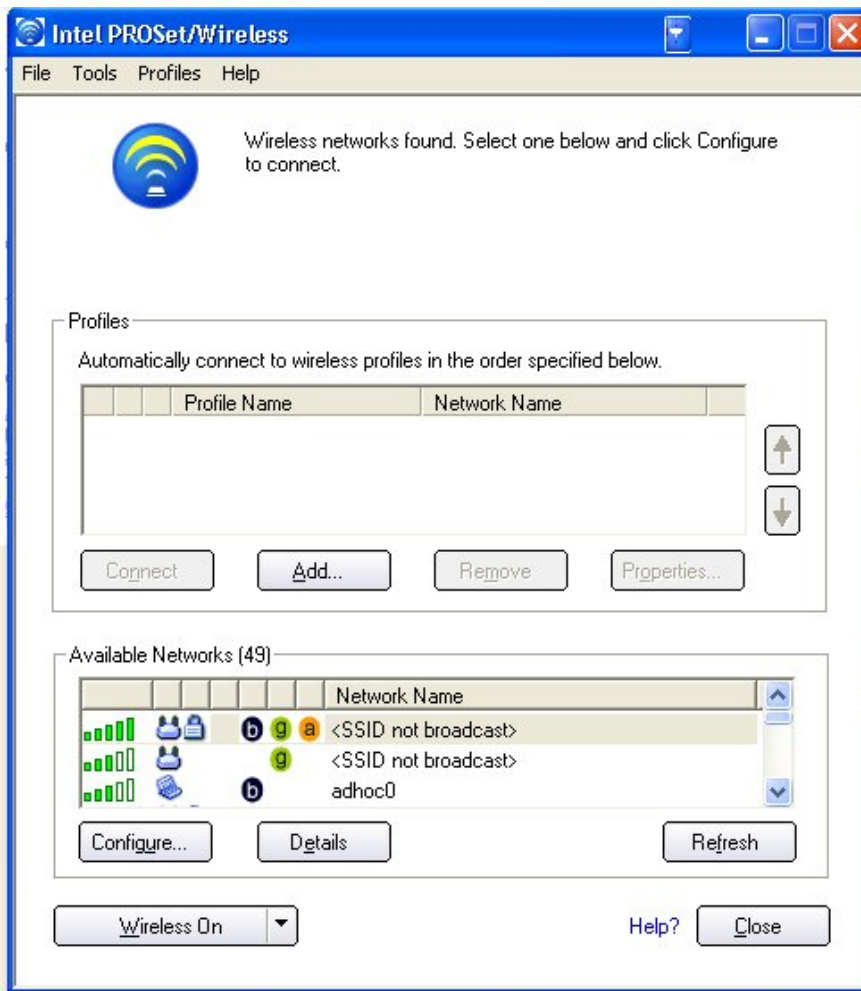 Intel PROSet/Wireless
File Tools Profiles Help
Wireless networks found. Select one below and click Configure
to connect.
Profiles
Automatically connect to wireless profiles in the order specified below.
Profile Name Network Name
Connect Add... Remove Properties...
Available Networks (49)
Network Name
b g a <SSID not broadcast>
g <SSID not broadcast>
b adhoc0
Configure... Details Refresh
Wireless On Help? Close